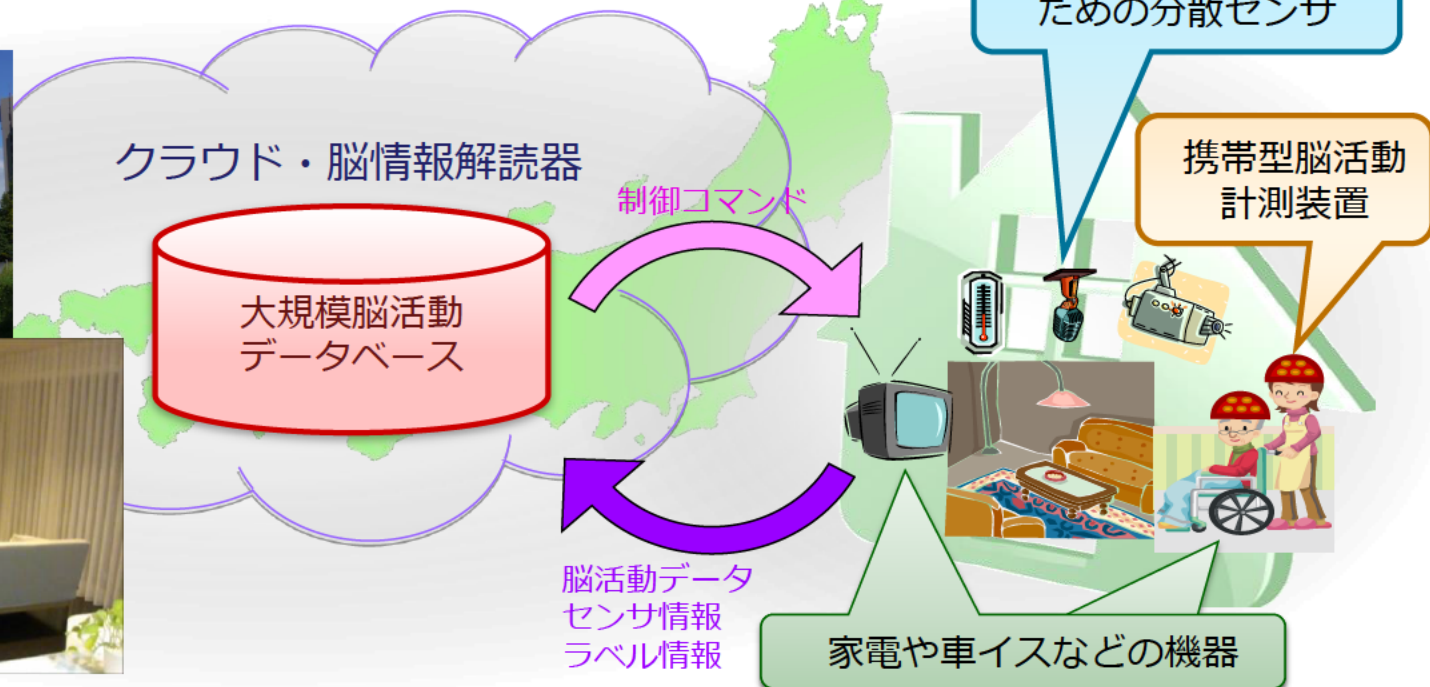 ための分散センサ
クラウド・脳情報解読器
携帯型脳活動
計測装置
制御コマンド
大規模脳活動
データベース
脳活動データ
センサ情報
ラベル情報
家電や車イスなどの機器